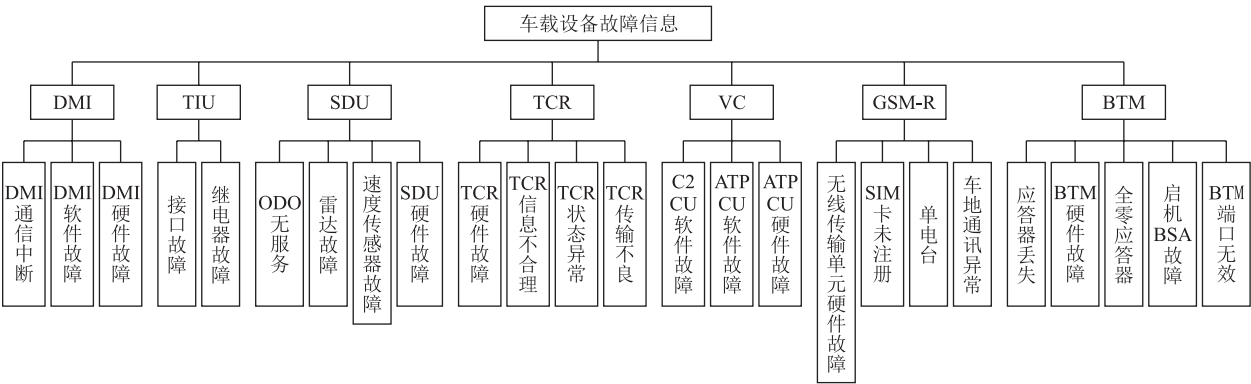 车载设备故障信息
DMI
TIU
SDU
TCR
VC
GSM-R
BTM
DMI通信中断
DMI软件故障
DMI硬件故障
接口故障
继电器故障
ODO无服务
雷达故障
速度传感器故障
SDU硬件故障
TCR硬件故障
TCR信息不合理
TCR状态异常
TCR传输不良
C2CU软件故障
ATPCU软件故障
ATPCU硬件故障
无线传输单元硬件故障
SIM卡未注册
单电台
车地通讯异常
应答器丢失
BTM硬件故障
全零应答器
启机BSA故障
BTM端口无效